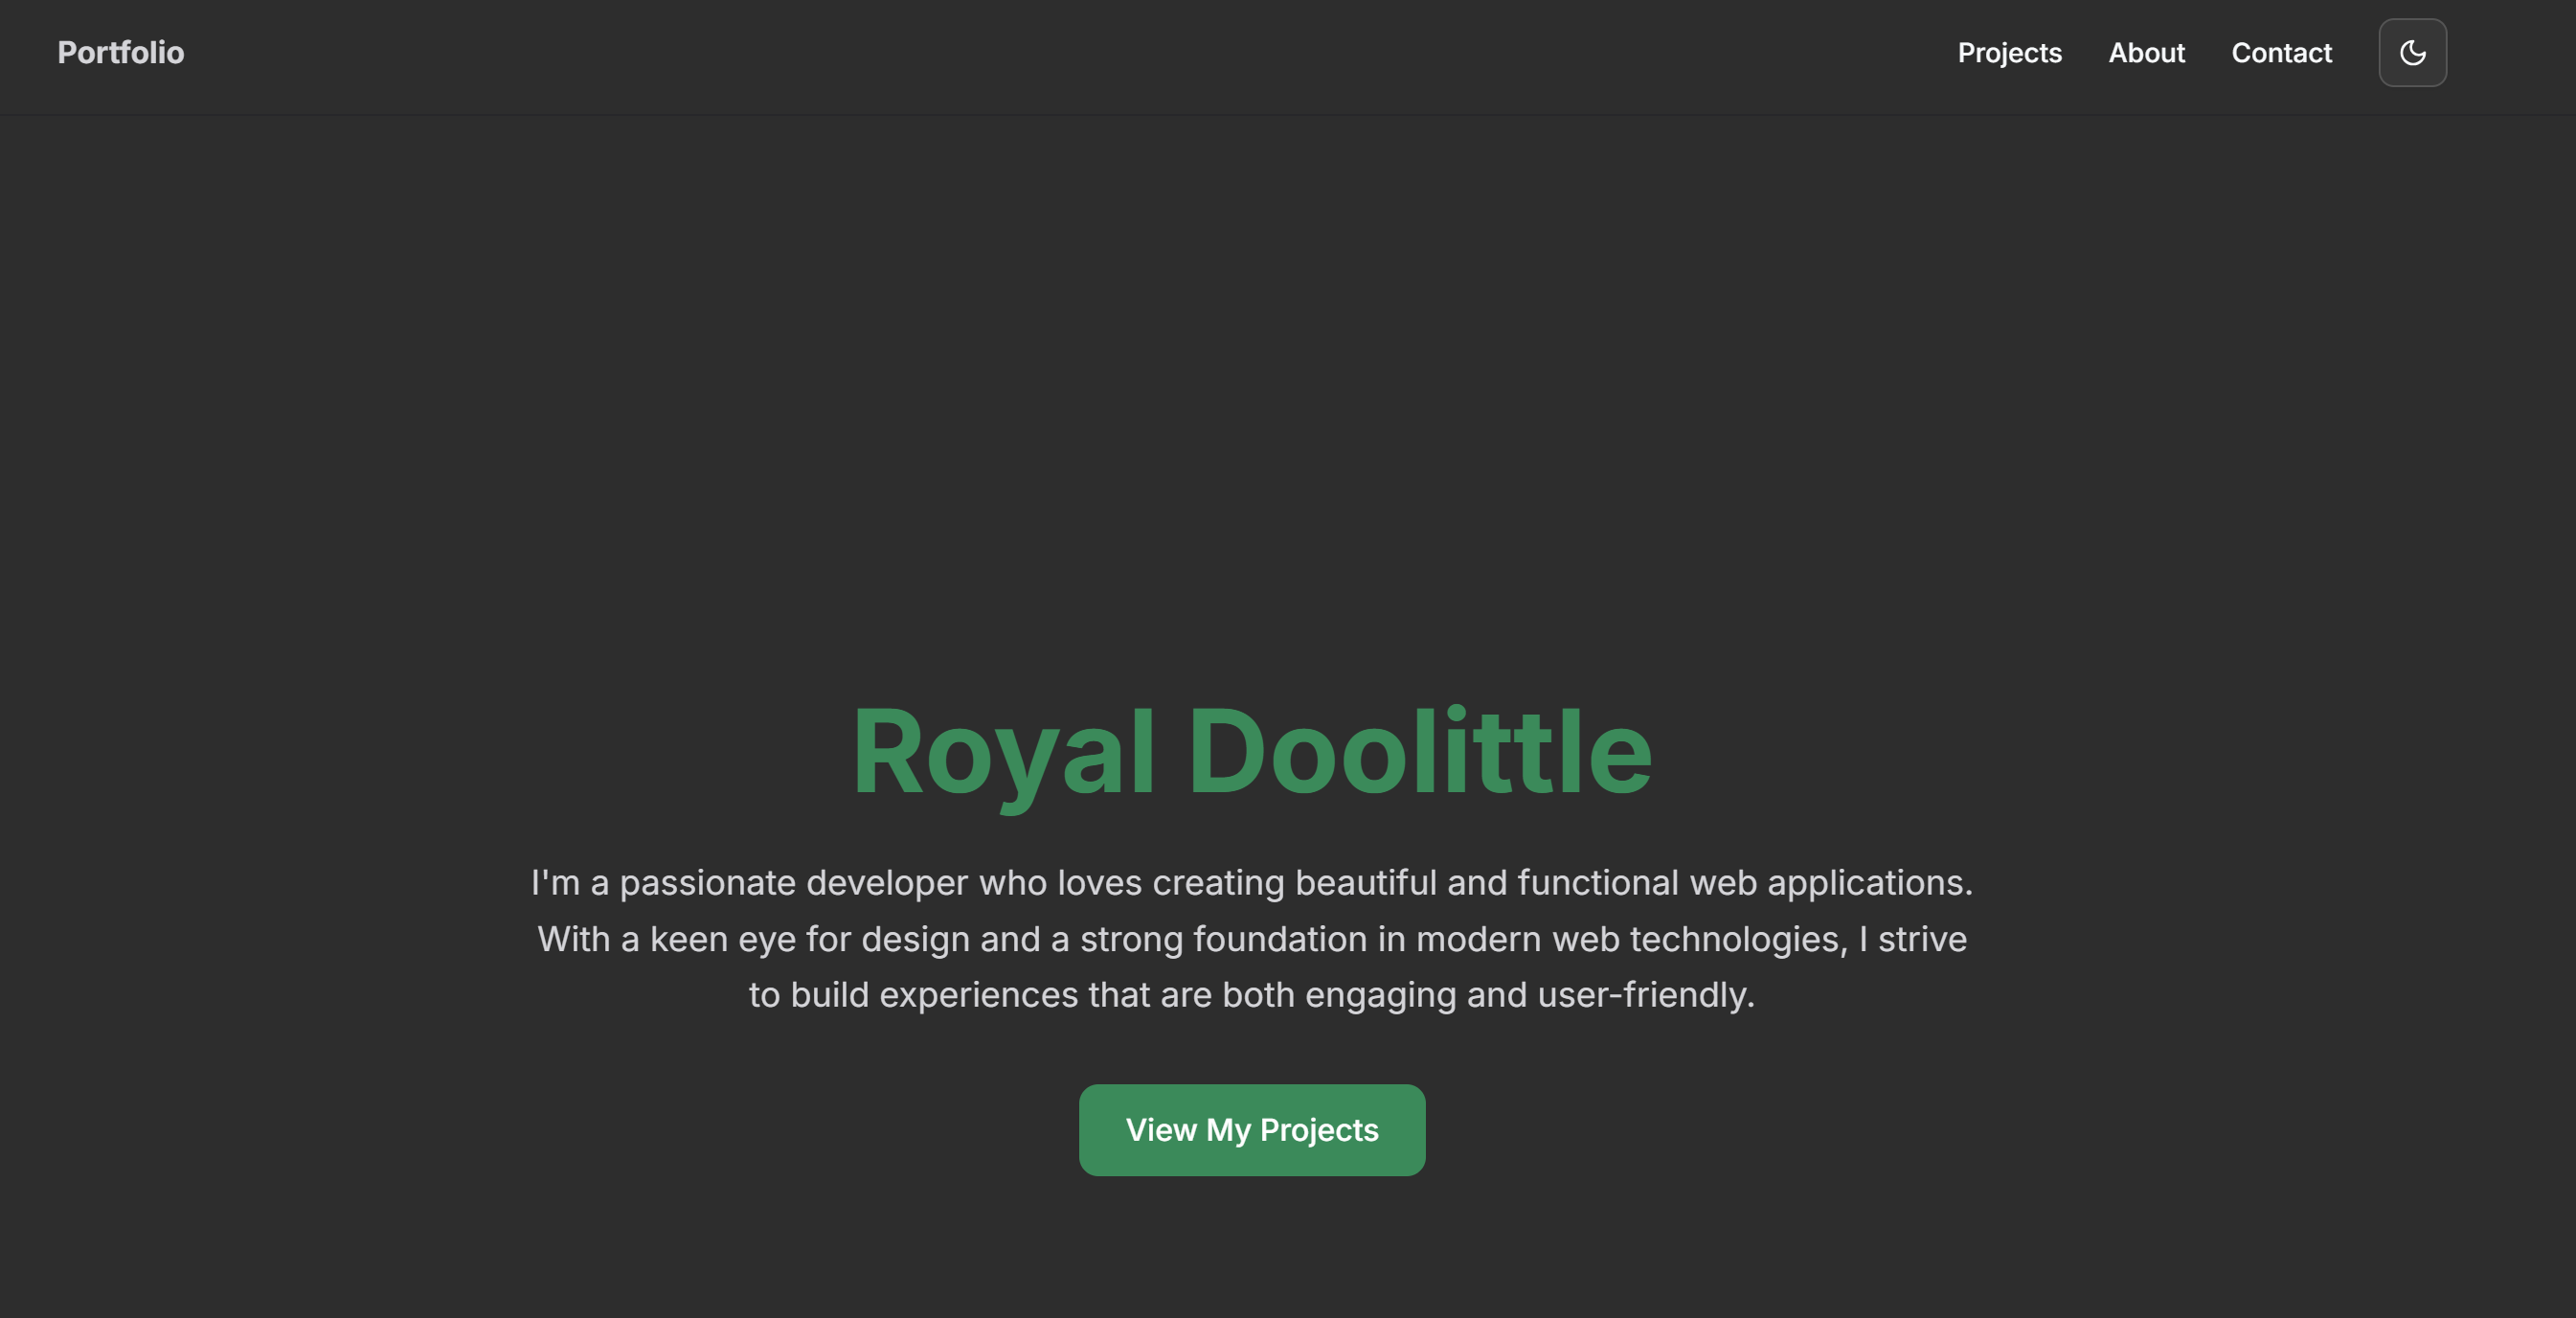 Portfolio
Projects About Contact
Royal Doolittle
I'm a passionate developer who loves creating beautiful and functional web applications.
With a keen eye for design and a strong foundation in modern web technologies, I strive
to build experiences that are both engaging and user-friendly.
View My Projects